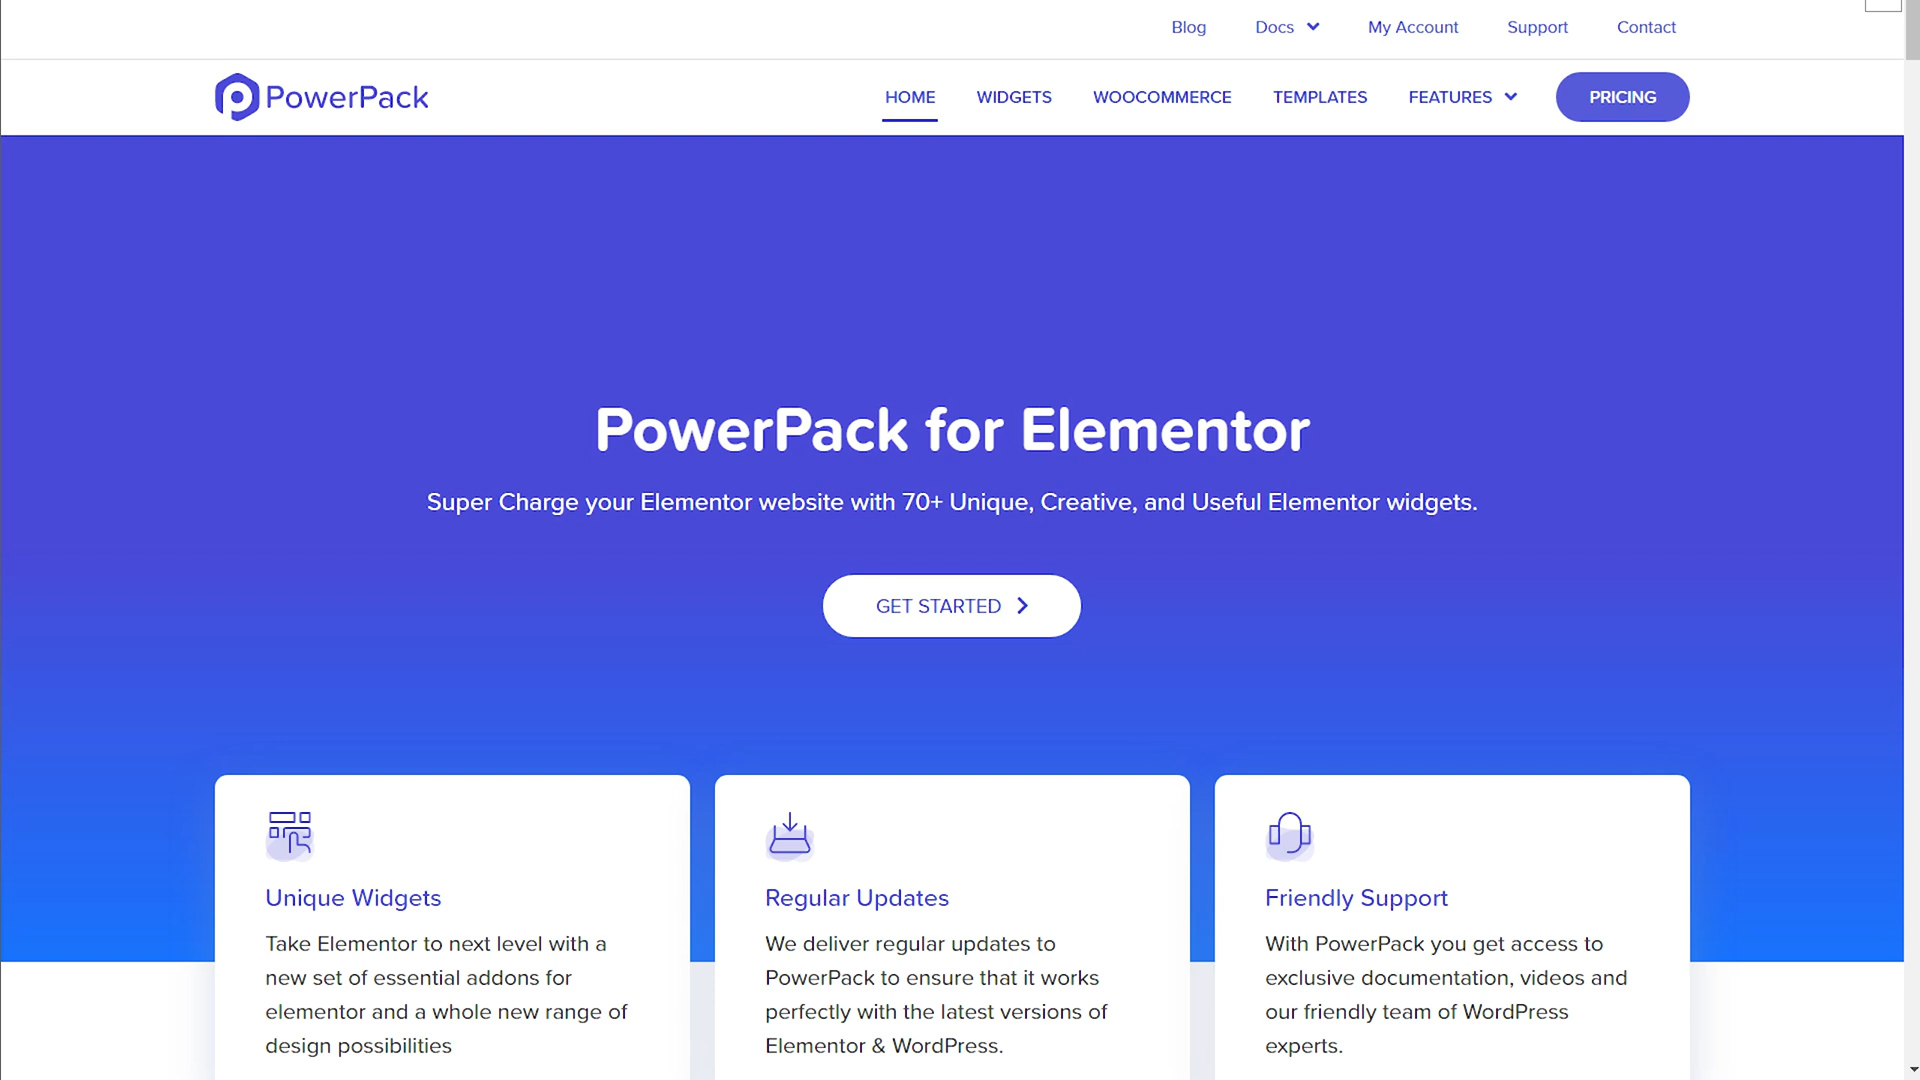 Blog Docs My Account Support Contact
PowerPack HOME WIDGETS WOOCOMMERCE TEMPLATES FEATURES PRICING
PowerPack for Elementor
Super Charge your Elementor website with 70+ Unique, Creative, and Useful Elementor widgets.
GET STARTED
Unique Widgets
Take Elementor to next level with a
new set of essential addons for
elementor and a whole new range of
design possibilities
Regular Updates
We deliver regular updates to
PowerPack to ensure that it works
perfectly with the latest versions of
Elementor & WordPress.
Friendly Support
With PowerPack you get access to
exclusive documentation, videos and
our friendly team of WordPress
experts.